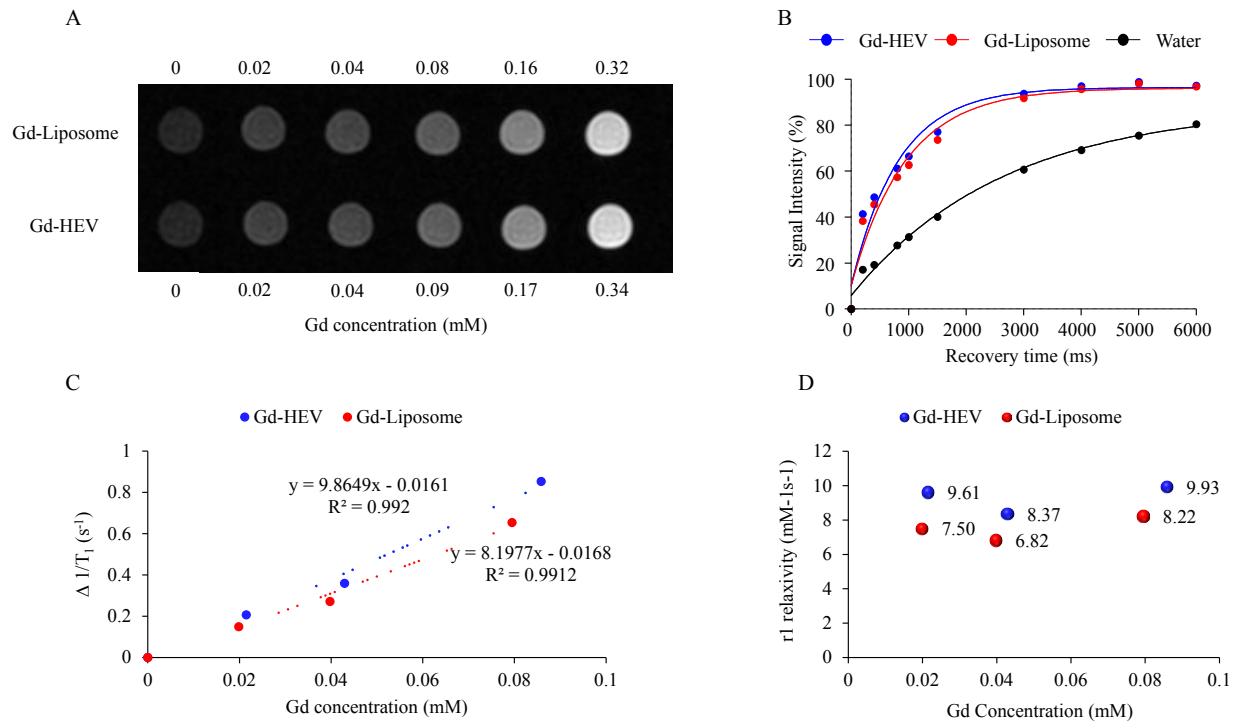 A
0 0.02 0.04 0.08 0.16 0.32
Gd-Liposome
Gd-HEV
0 0.02 0.04 0.09 0.17 0.34
Gd concentration (mM)
B
Gd-HEV Gd-Liposome Water
100
80
60
40
20
0
Signal Intensity (%)
0 1000 2000 3000 4000 5000 6000
Recovery time (ms)
C
Gd-HEV Gd-Liposome
1
0.8
0.6
0.4
0.2
0
Δ 1/T₁ (s⁻¹)
y = 9.8649x - 0.0161
R² = 0.992
y = 8.1977x - 0.0168
R² = 0.9912
0 0.02 0.04 0.06 0.08 0.1
Gd concentration (mM)
D
Gd-HEV Gd-Liposome
12
10
8
6
4
2
0
r1 relaxivity (mM-1s-1)
9.61
7.50
8.37
6.82
9.93
8.22
0 0.02 0.04 0.06 0.08 0.1
Gd Concentration (mM)